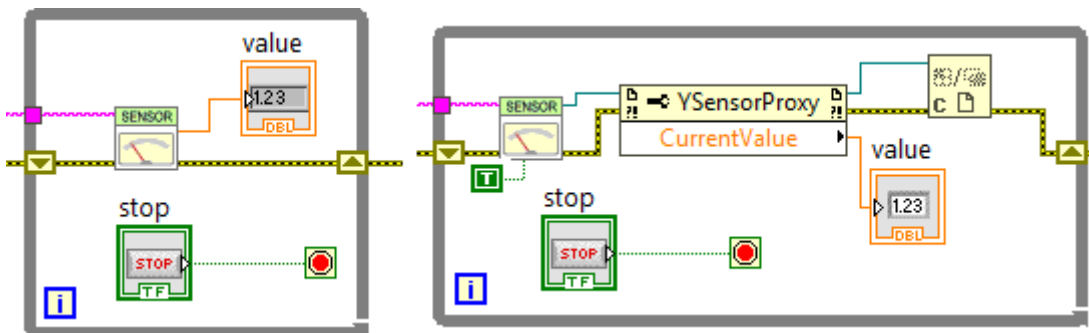 value
1.23
DBL
SENSOR
stop
STOP
TF
i
SENSOR
?!
YSensorProxy
?!
CurrentValue
C
T
value
1.23
DBL
stop
STOP
TF
i